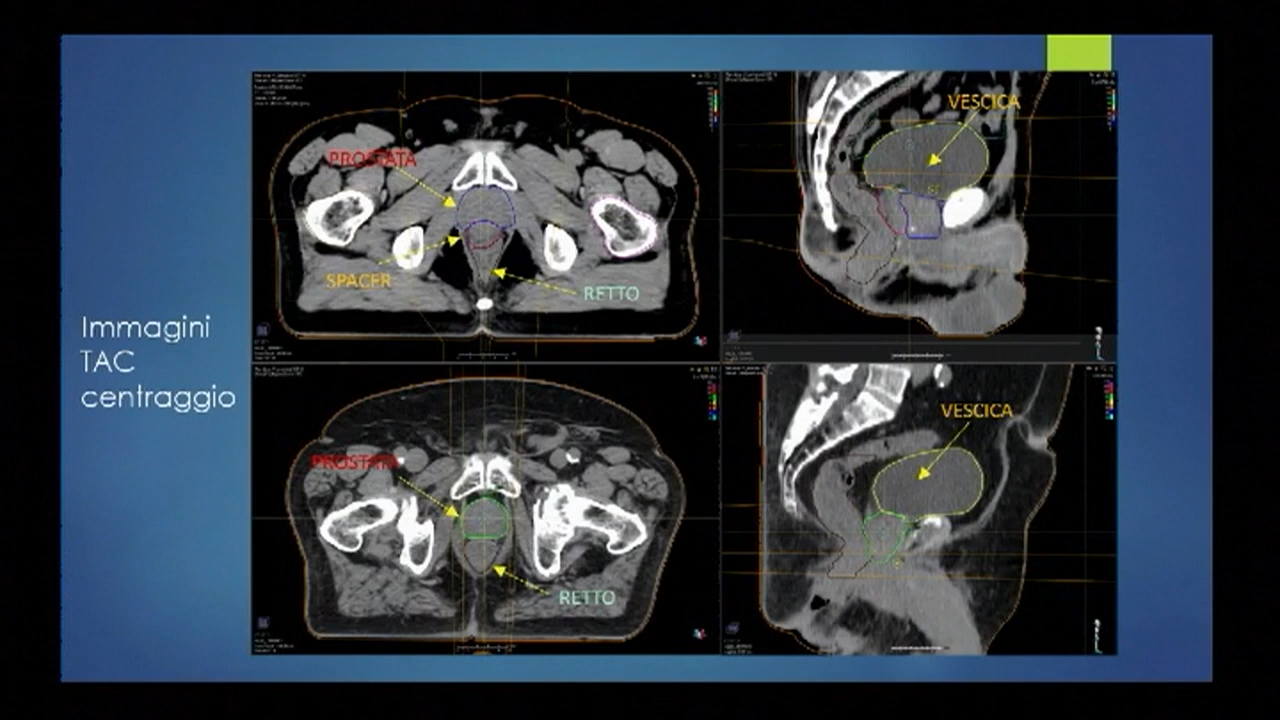 Immagini
TAC
centraggio
PROSTATA
SPACER
RETTO
VESCICA
PROSTATA
RETTO
VESCICA